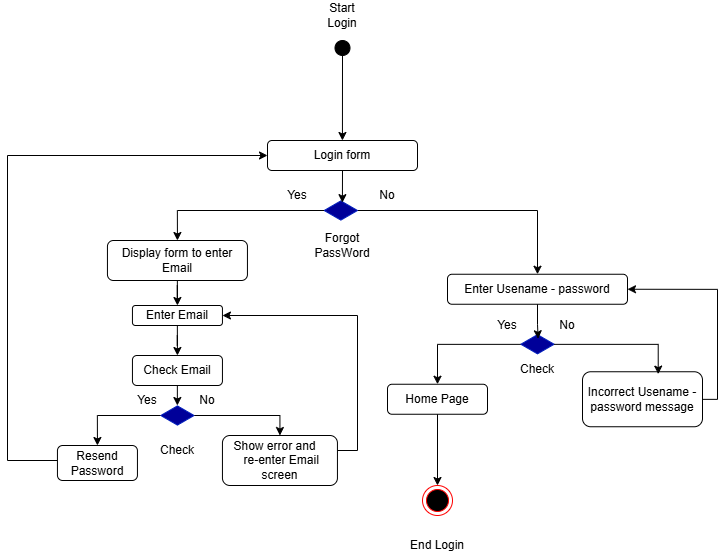 Start
Login
Login form
Yes
No
Forgot
PassWord
Display form to enter
Email
Enter Usename - password
Enter Email
Yes
No
Check Email
Check
Yes
No
Home Page
Incorrect Usename -
password message
Check
Resend
Password
Show error and
re-enter Email
screen
End Login